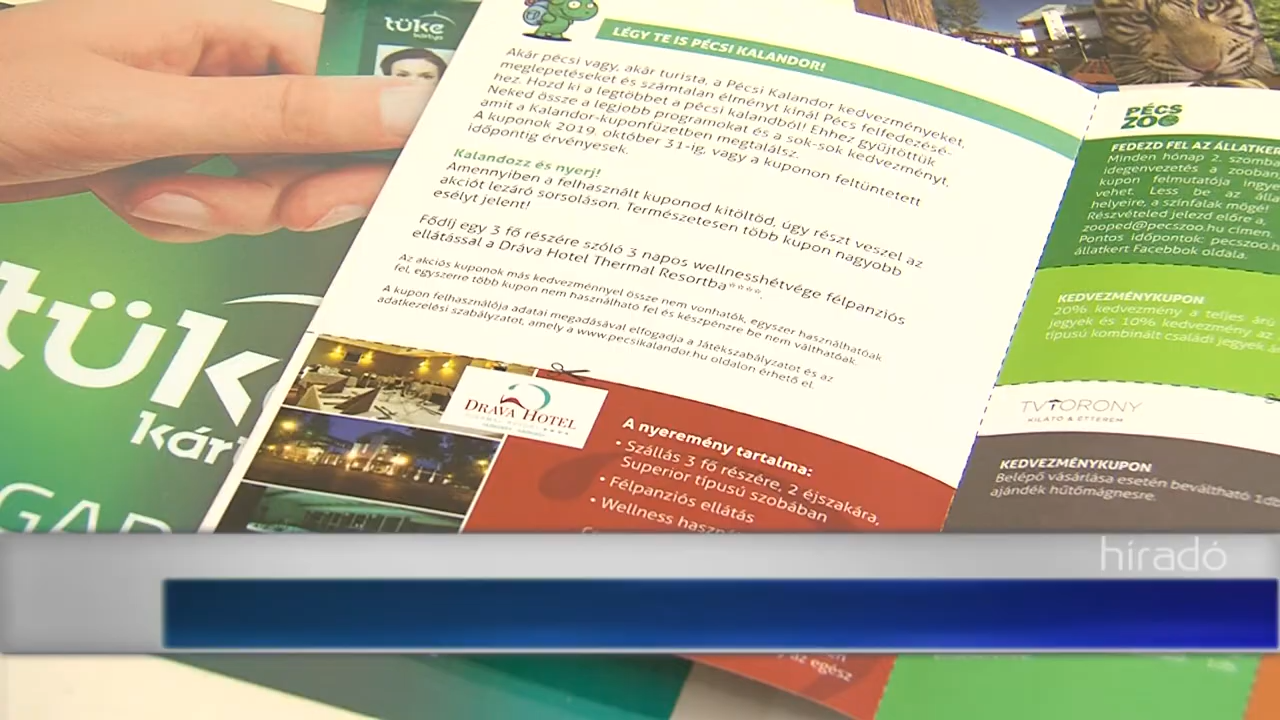 tüke
kártya
LÉGY TE IS PÉCSI KALANDOR!
Akár pécsi vagy, akár turista, a Pécsi Kalandor kedvezményeket,
meglepetéseket és számtalan élményt kínál Pécs felfedezésé-
hez. Hozd ki a legtöbbet a pécsi kalandból! Ehhez gyűjtöttük
Neked össze a legjobb programokat és a sok-sok kedvezményt,
amit a Kalandor-kuponfüzetben megtalálsz.
A kuponok 2019. október 31-ig, vagy a kuponon feltüntetett
időpontig érvényesek.
Kalandozz és nyerj!
Amennyiben a felhasznált kuponod kitöltöd, úgy részt veszel az
akciót lezáró sorsoláson. Természetesen több kupon nagyobb
esélyt jelent!
Fődíj egy 3 fő részére szóló 3 napos wellnesshétvége félpanziós
ellátással a Dráva Hotel Thermal Resortba****.
Az akciós kuponok más kedvezménnyel össze nem vonhatók, egyszer használhatóak
fel, egyszerre több kupon nem használható fel és készpénzre be nem válthatóak.
A kupon felhasználója adatai megadásával elfogadja a Játékszabályzatot és az
adatkezelési szabályzatot, amely a www.pecsikalandor.hu oldalon érhető el.
DRÁVA HOTEL
A nyeremény tartalma:
• Szállás 3 fő részére, 2 éjszakára,
Superior típusú szobában
• Félpanziós ellátás
• Wellness
PÉCS
ZOO
FEDEZD FEL AZ ÁLLATKER
Minden hónap 2. szomba
idegenvezetés a zooban
kupon felmutatója ingye
vehet. Less be az álla
helyeire, a színfalak mögé!
Részvételed jelezd előre a
zooped@pecszoo.hu címen.
Pontos időpontok: pecszoo.h
állatkert Facebbok oldala.
KEDVEZMÉNYKUPON
20% kedvezmény a teljes árú
jegyek és 10% kedvezmény az
típusú kombinált családi jegyek ár
TVTORONY
KILÁTÓ & ÉTTEREM
KEDVEZMÉNYKUPON
Belépő vásárlása esetén beváltható 1 db
ajándék hűtőmágnesre.
tüke
kár
GAR
híradó
az egész